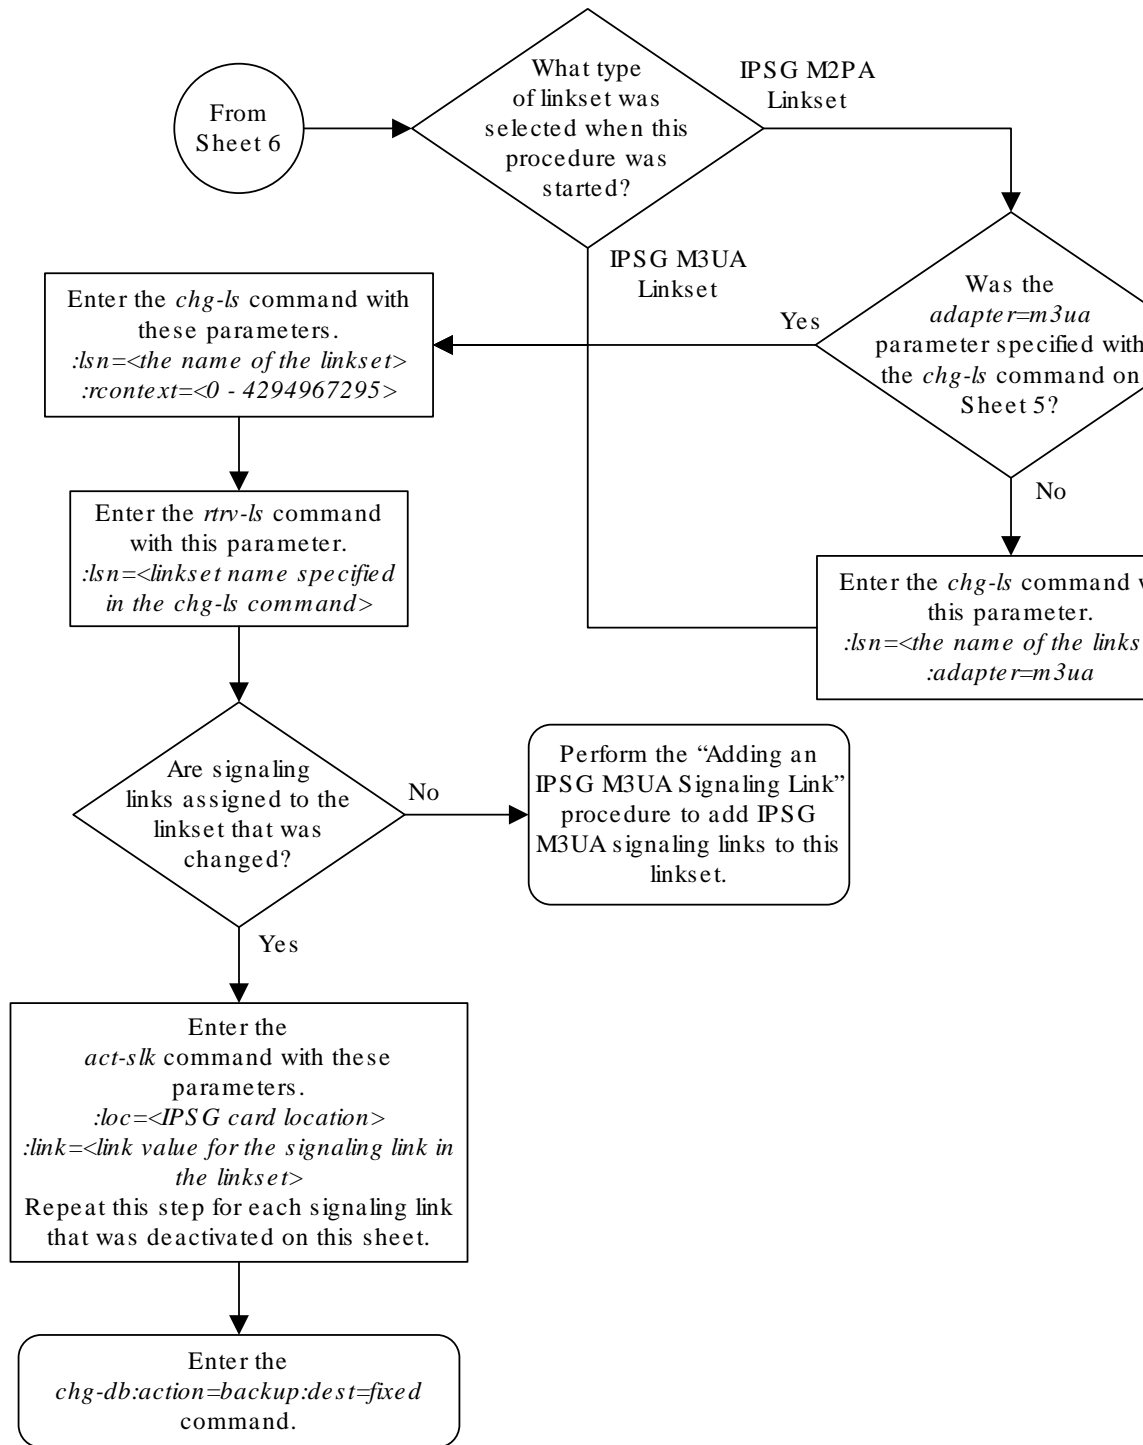 From
Sheet 6
What type
of linkset was
selected when this
procedure was
started?
IPSG M2PA
Linkset
IPSG M3UA
Linkset
Was the
adapter=m3ua
parameter specified with
the chg-ls command on
Sheet 5?
Yes
No
Enter the chg-ls command with
these parameters.
:lsn=<the name of the linkset>
:rcontext=<0 - 4294967295>
Enter the rtrv-ls command
with this parameter.
:lsn=<linkset name specified
in the chg-ls command>
Enter the chg-ls command
this parameter.
:lsn=<the name of the links
:adapter=m3ua
Are signaling
links assigned to the
linkset that was
changed?
No
Perform the “Adding an
IPSG M3UA Signaling Link”
procedure to add IPSG
M3UA signaling links to this
linkset.
Yes
Enter the
act-slk command with these
parameters.
:loc=<IPSG card location>
:link=<link value for the signaling link in
the linkset>
Repeat this step for each signaling link
that was deactivated on this sheet.
Enter the
chg-db:action=backup:dest=fixed
command.